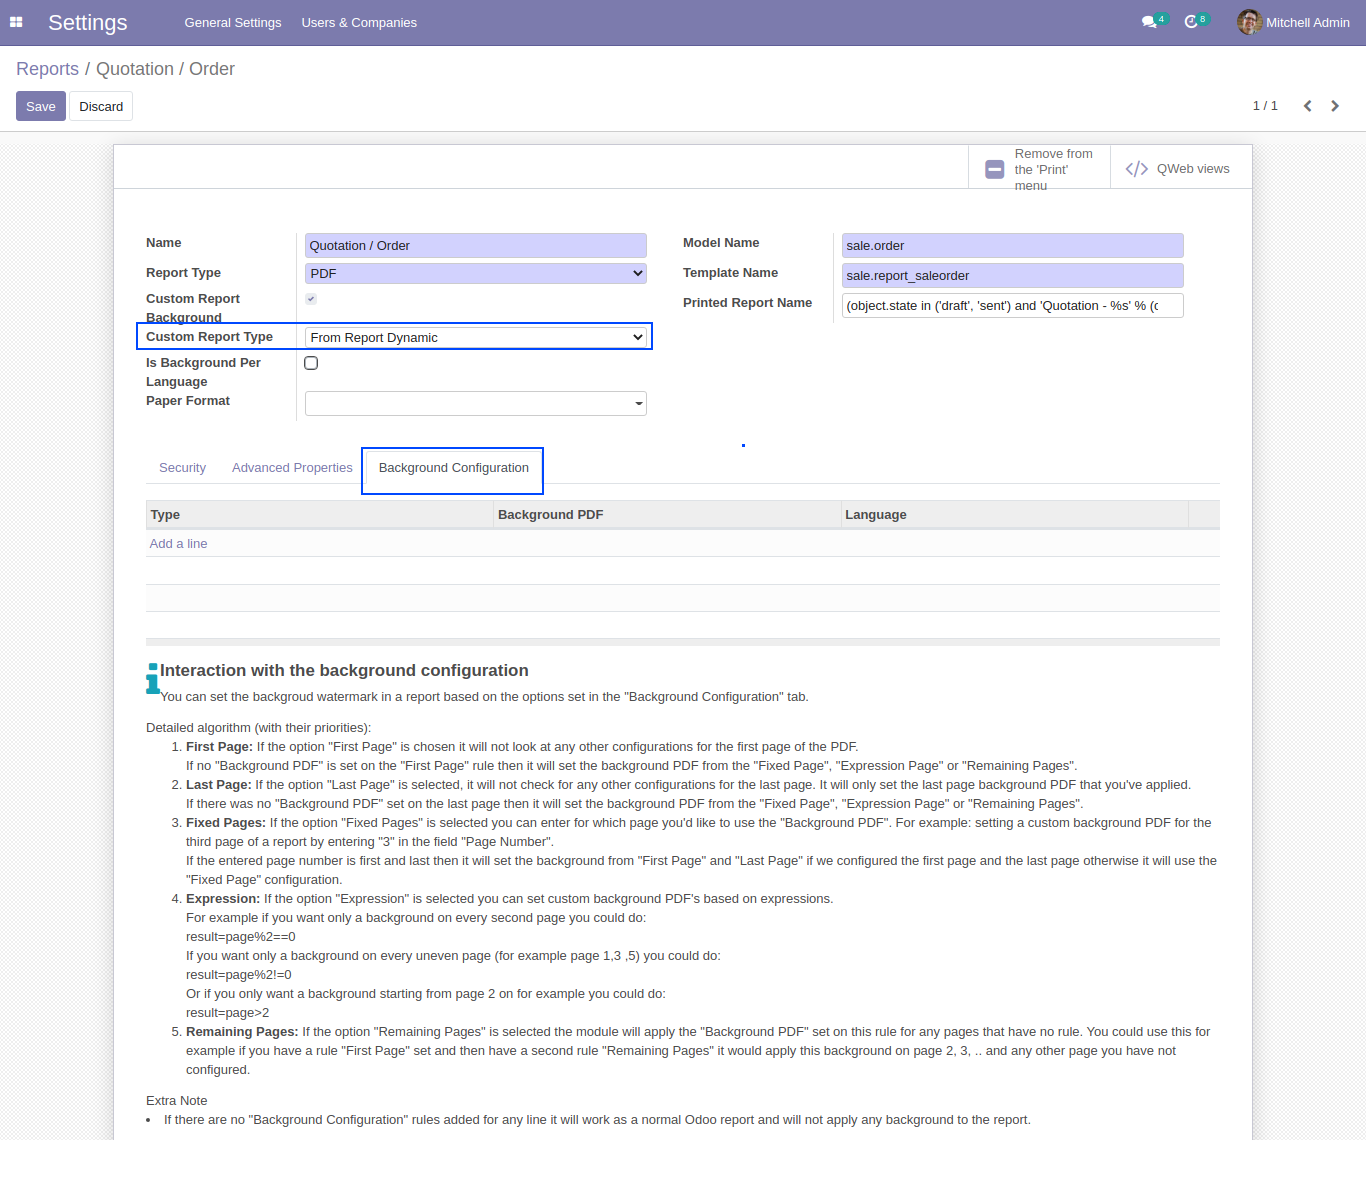 Settings General Settings Users & Companies 4 8 Mitchell Admin
Reports / Quotation / Order
Save Discard 1 / 1
Remove from
the 'Print'
menu
QWeb views
Name Quotation / Order Model Name sale.order
Report Type PDF Template Name sale.report_saleorder
Custom Report
Background
Printed Report Name (object.state in ('draft', 'sent') and 'Quotation - %s' % (
Custom Report Type From Report Dynamic
Is Background Per
Language
Paper Format
Security Advanced Properties Background Configuration
Type Background PDF Language
Add a line
Interaction with the background configuration
You can set the backgroud watermark in a report based on the options set in the "Background Configuration" tab.
Detailed algorithm (with their priorities):
1. First Page: If the option "First Page" is chosen it will not look at any other configurations for the first page of the PDF.
If no "Background PDF" is set on the "First Page" rule then it will set the background PDF from the "Fixed Page", "Expression Page" or "Remaining Pages".
2. Last Page: If the option "Last Page" is selected, it will not check for any other configurations for the last page. It will only set the last page background PDF that you've applied.
If there was no "Background PDF" set on the last page then it will set the background PDF from the "Fixed Page", "Expression Page" or "Remaining Pages".
3. Fixed Pages: If the option "Fixed Pages" is selected you can enter for which page you'd like to use the "Background PDF". For example: setting a custom background PDF for the
third page of a report by entering "3" in the field "Page Number".
If the entered page number is first and last then it will set the background from "First Page" and "Last Page" if we configured the first page and the last page otherwise it will use the
"Fixed Page" configuration.
4. Expression: If the option "Expression" is selected you can set custom background PDF's based on expressions.
For example if you want only a background on every second page you could do:
result=page%2==0
If you want only a background on every uneven page (for example page 1,3 ,5) you could do:
result=page%2!=0
Or if you only want a background starting from page 2 on for example you could do:
result=page>2
5. Remaining Pages: If the option "Remaining Pages" is selected the module will apply the "Background PDF" set on this rule for any pages that have no rule. You could use this for
example if you have a rule "First Page" set and then have a second rule "Remaining Pages" it would apply this background on page 2, 3, .. and any other page you have not
configured.
Extra Note
• If there are no "Background Configuration" rules added for any line it will work as a normal Odoo report and will not apply any background to the report.